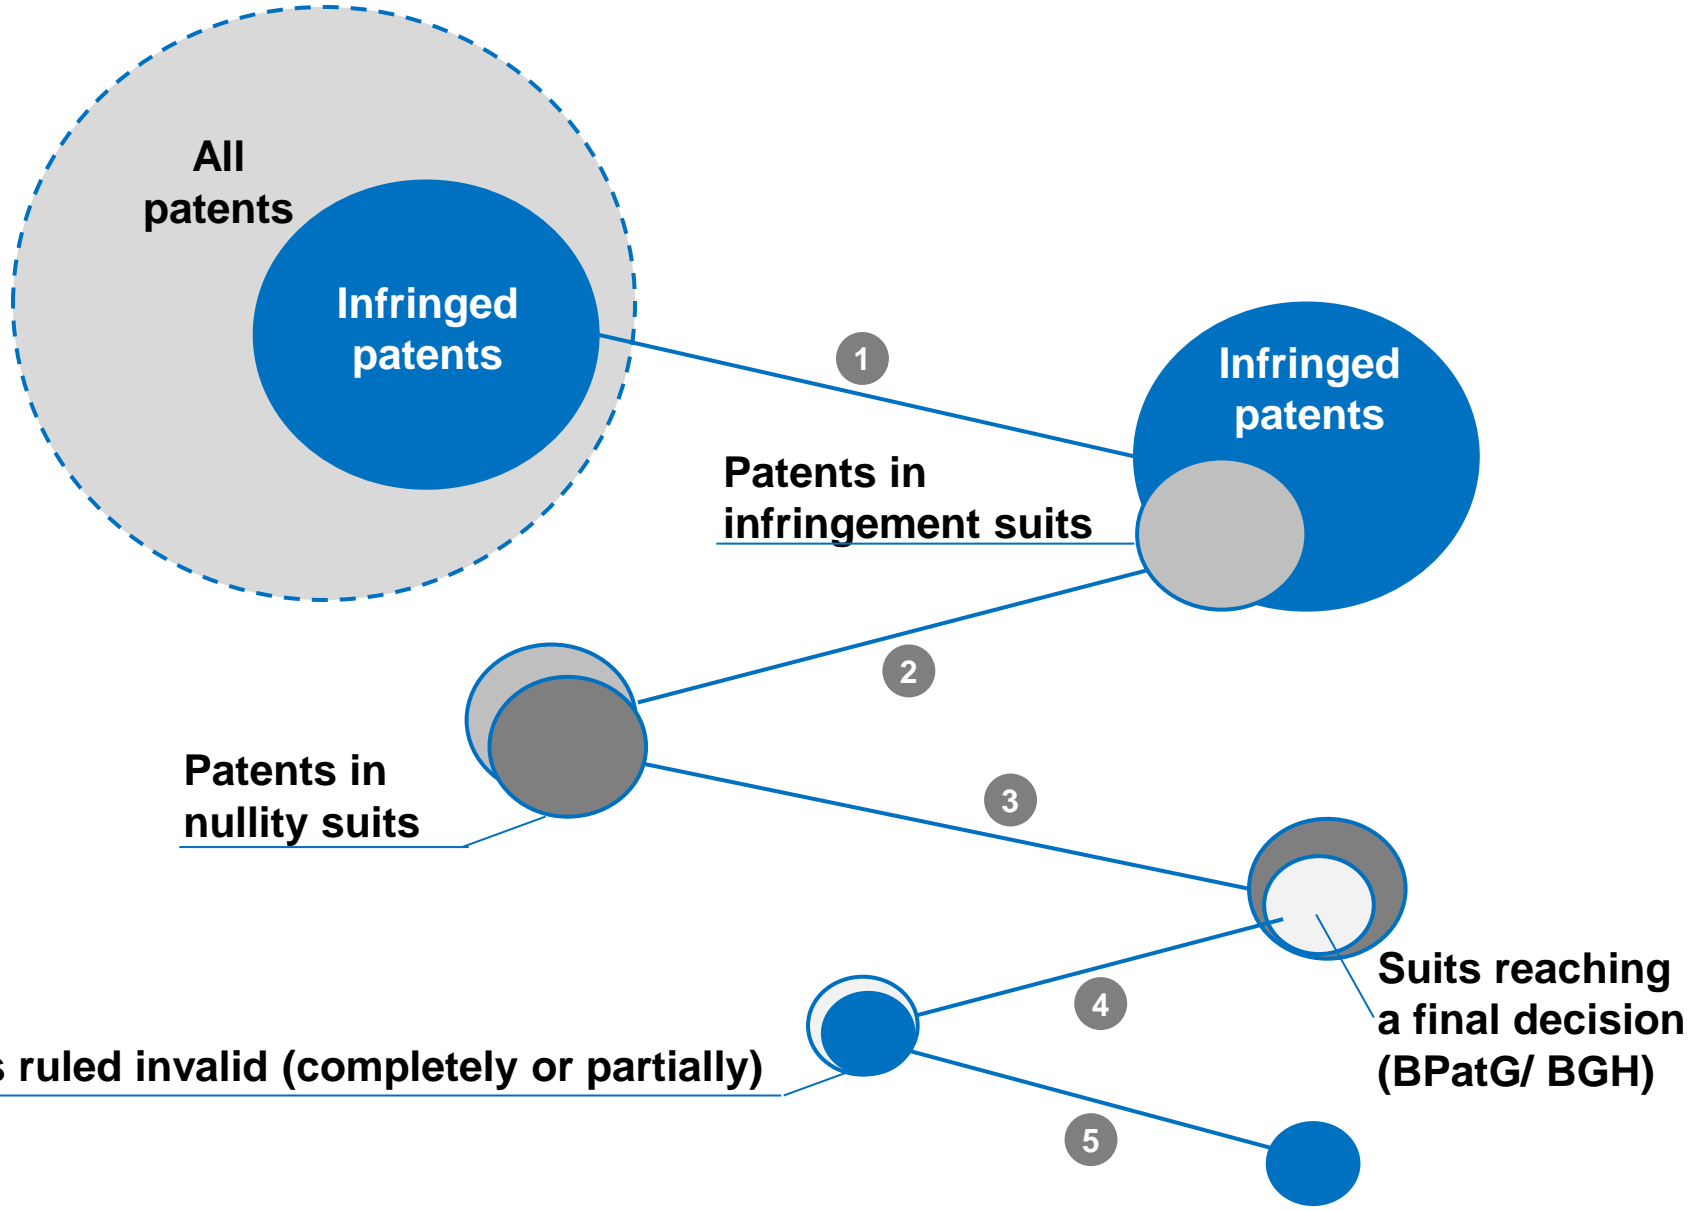 All
patents
Infringed
patents
1
Infringed
patents
Patents in
infringement suits
2
Patents in
nullity suits
3
Suits reaching
a final decision
(BPatG/ BGH)
4
s ruled invalid (completely or partially)
5